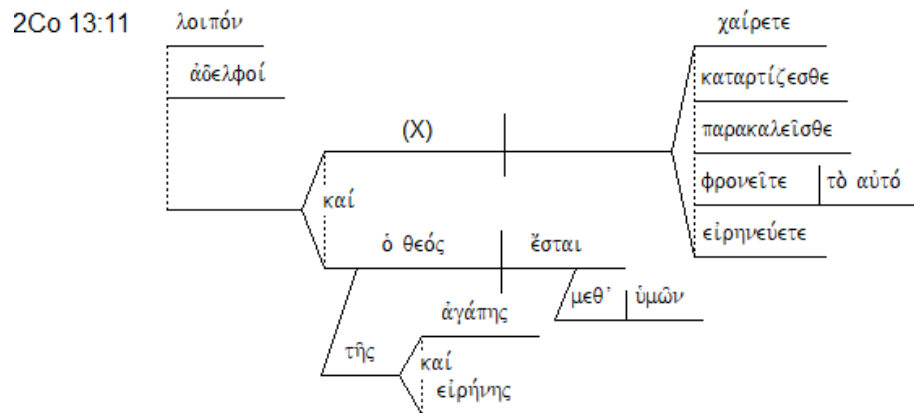 2Co 13:11 λοιπόν χαίρετε
ἀδελφοί καταρτίζεσθε
(X) παρακαλεῖσθε
φρονεῖτε τὸ αὐτό
καί
ὁ θεός ἔσται εἰρηνεύετε
μεθ’ ὑμῶν
ἀγάπης
τῆς καί
εἰρήνης